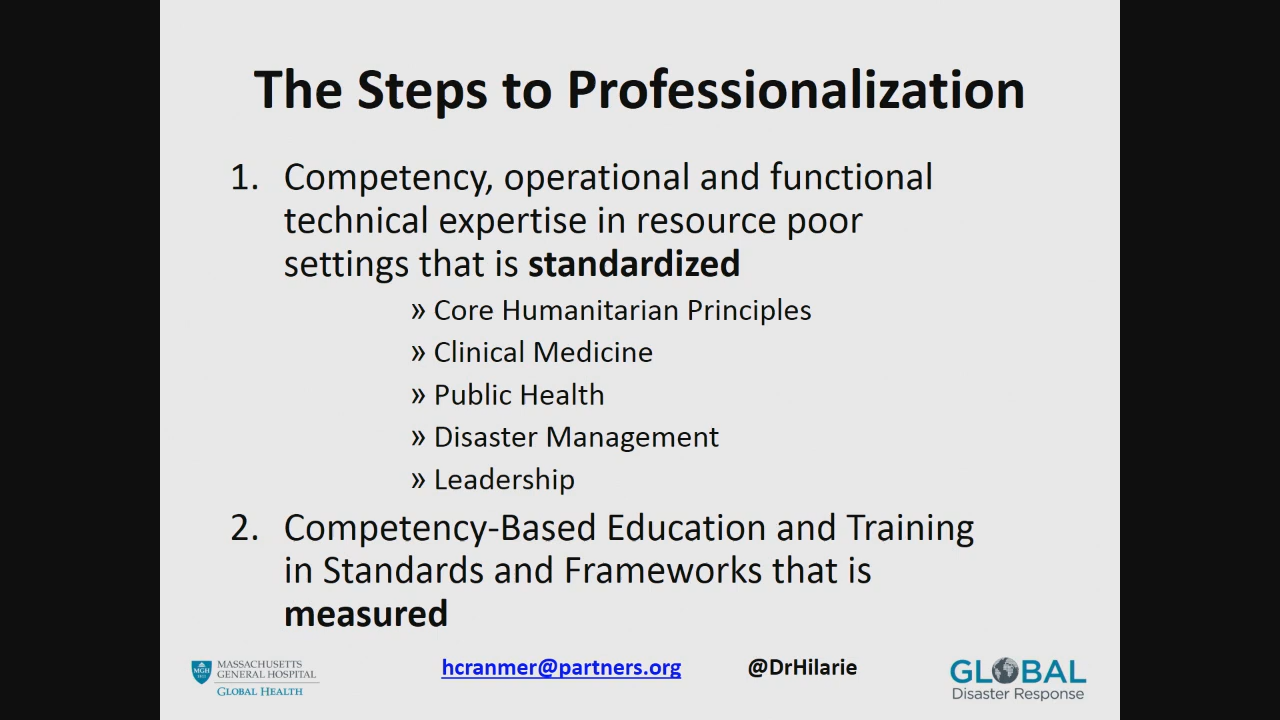 The Steps to Professionalization
1. Competency, operational and functional
technical expertise in resource poor
settings that is standardized
» Core Humanitarian Principles
» Clinical Medicine
» Public Health
» Disaster Management
» Leadership
2. Competency-Based Education and Training
in Standards and Frameworks that is
measured
MGH
1811
MASSACHUSETTS
GENERAL HOSPITAL
GLOBAL HEALTH
hcranmer@partners.org
@DrHilarie
GLOBAL
Disaster Response